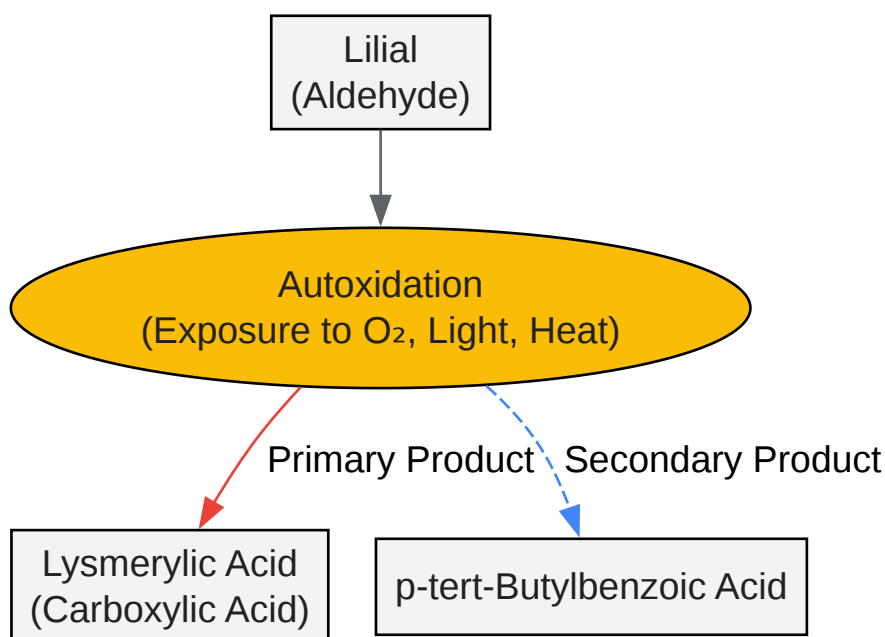 Lilial
(Aldehyde)
Autoxidation
(Exposure to O₂, Light, Heat)
Primary Product
Secondary Product
Lysmerylic Acid
(Carboxylic Acid)
p-tert-Butylbenzoic Acid